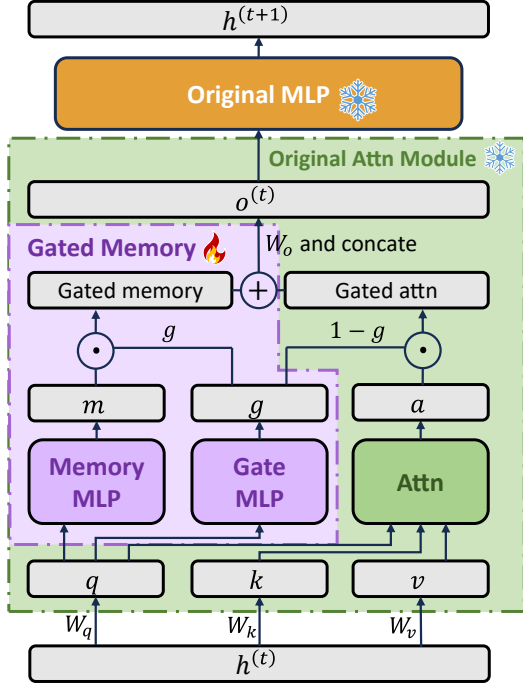 h^(t+1)
Original MLP
Original Attn Module
o^(t)
Gated Memory
W_o and concate
Gated memory
+
Gated attn
g
1 − g
m
g
a
Memory
MLP
Gate
MLP
Attn
q
k
v
W_q
W_k
W_v
h^(t)